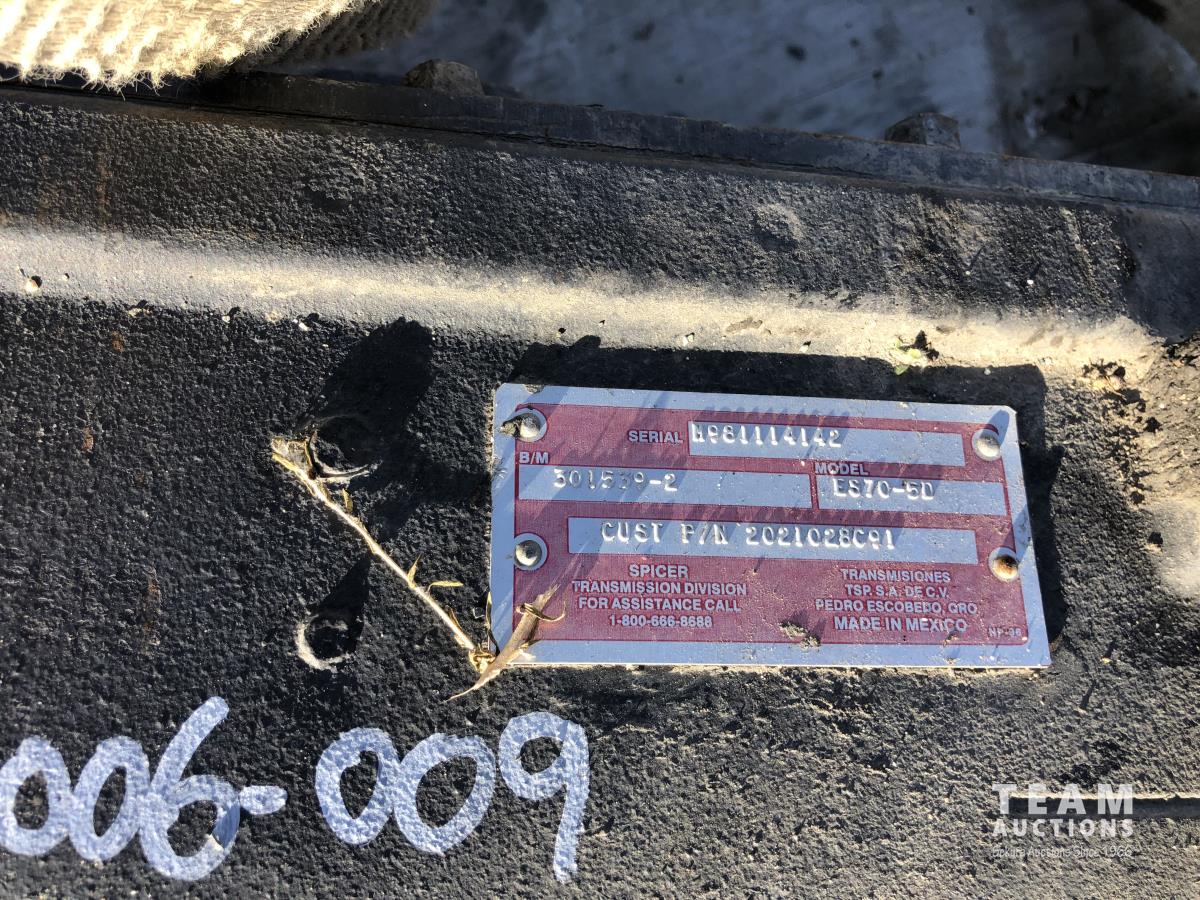 SERIAL M981114142
B/M 301539-2 MODEL ES70-5D
CUST P/N 2021028C91
SPICER
TRANSMISSION DIVISION
FOR ASSISTANCE CALL
1-800-666-8688
TRANSMISIONES
TSP. S.A. DE C.V.
PEDRO ESCOBEDO, QRO.
MADE IN MEXICO
006-009
TEAM
AUCTIONS